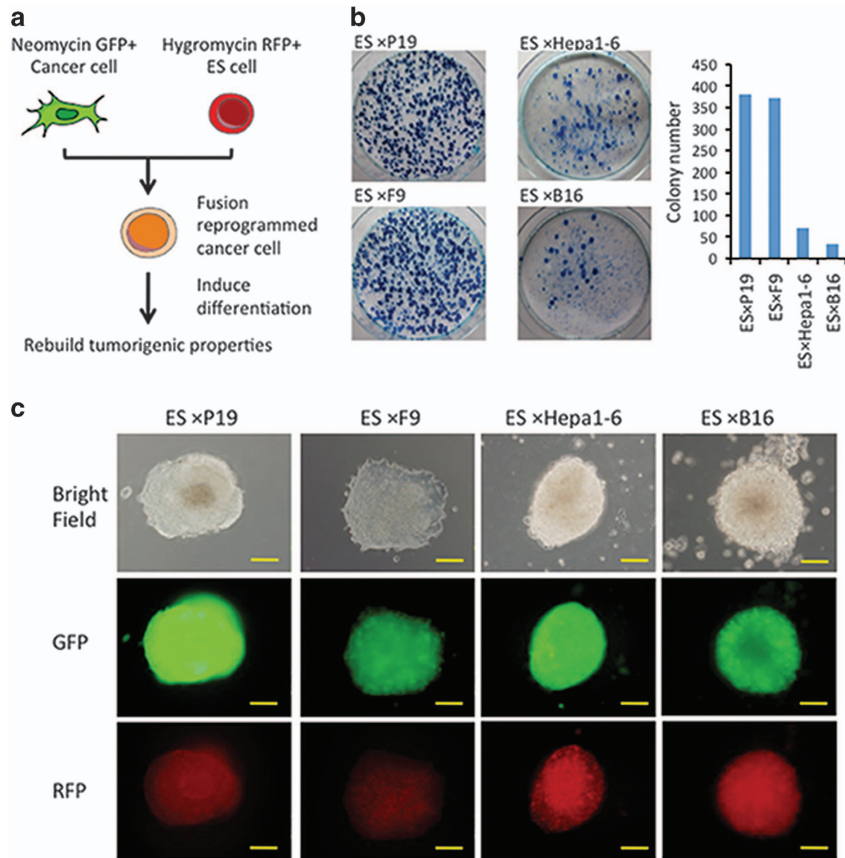 a
Neomycin GFP+
Cancer cell
Hygromycin RFP+
ES cell
Fusion
reprogrammed
cancer cell
Induce
differentiation
Rebuild tumorigenic properties
b
ES ×P19
ES ×Hepa1-6
ES ×F9
ES ×B16
Colony number
450
400
350
300
250
200
150
100
50
0
ES×P19
ES×F9
ES×Hepa1-6
ES×B16
c
ES ×P19
ES ×F9
ES ×Hepa1-6
ES ×B16
Bright
Field
GFP
RFP